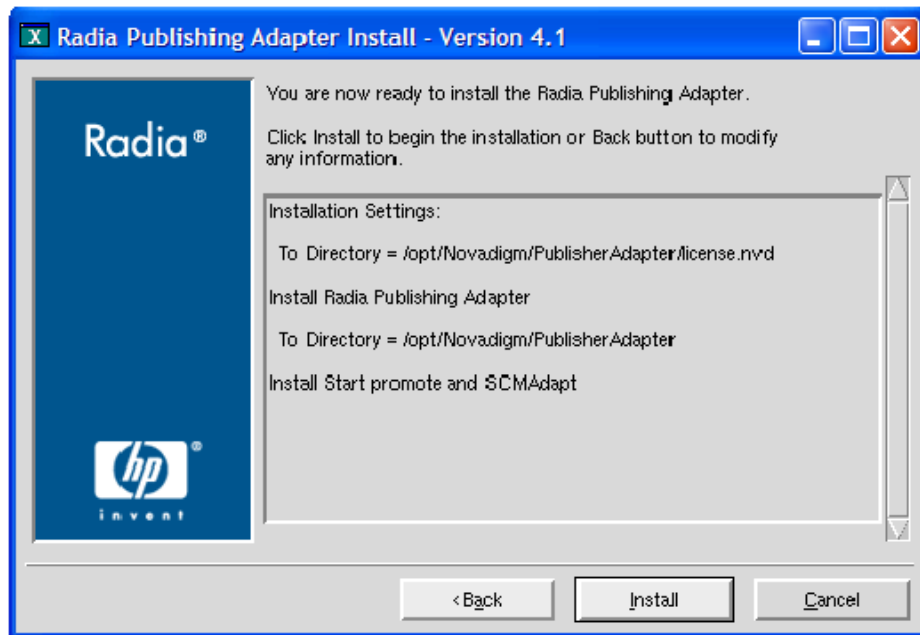 X Radia Publishing Adapter Install - Version 4.1
You are now ready to install the Radia Publishing Adapter.
Radia®
Click Install to begin the installation or Back button to modify
any information.
Installation Settings:
To Directory = /opt/Novadigm/PublisherAdapter/license.nvd
Install Radia Publishing Adapter
To Directory = /opt/Novadigm/PublisherAdapter
Install Start promote and SCMAdapt
hp®
invent
< Back
Install
Cancel